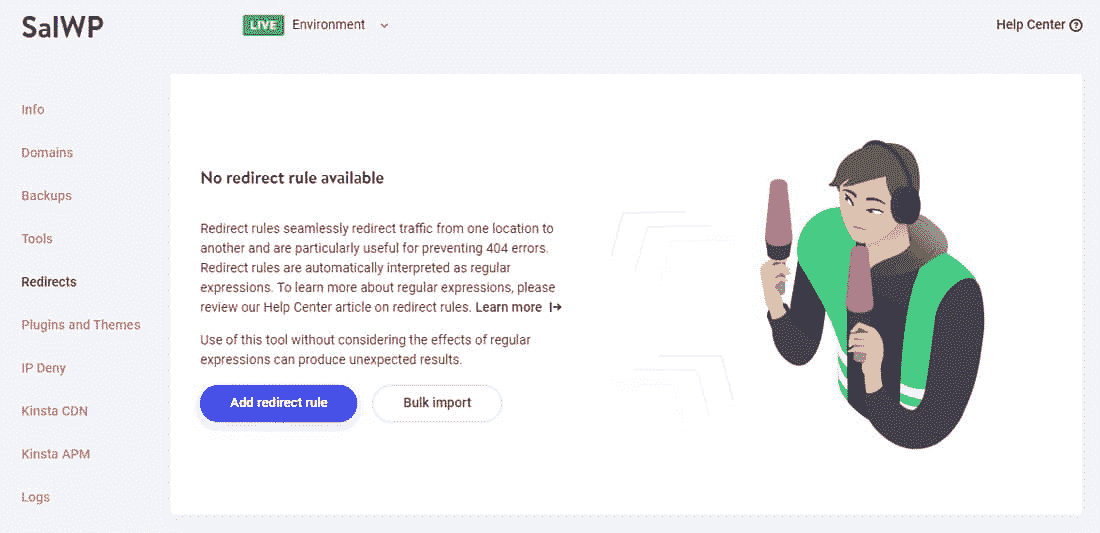 SalWP
LIVE Environment
Help Center ?
Info
Domains
Backups
Tools
Redirects
Plugins and Themes
IP Deny
Kinsta CDN
Kinsta APM
Logs
No redirect rule available
Redirect rules seamlessly redirect traffic from one location to
another and are particularly useful for preventing 404 errors.
Redirect rules are automatically interpreted as regular
expressions. To learn more about regular expressions, please
review our Help Center article on redirect rules. Learn more
Use of this tool without considering the effects of regular
expressions can produce unexpected results.
Add redirect rule
Bulk import